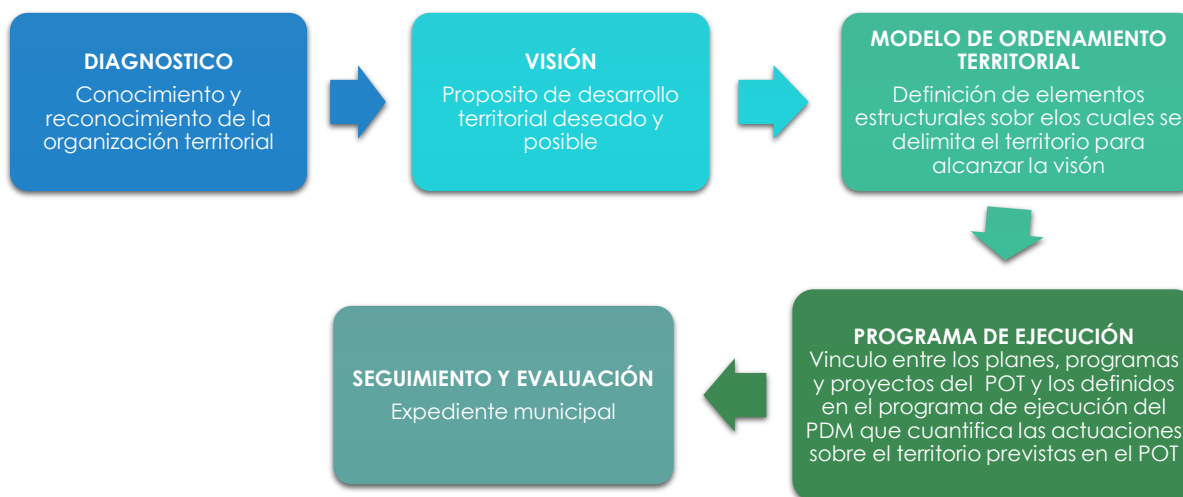 DIAGNOSTICO
Conocimiento y
reconocimiento de la
organización territorial
VISIÓN
Proposito de desarrollo
territorial deseado y
posible
MODELO DE ORDENAMIENTO
TERRITORIAL
Definición de elementos
estructurales sobr elos cuales se
delimita el territorio para
alcanzar la visón
PROGRAMA DE EJECUCIÓN
Vinculo entre los planes, programas
y proyectos del POT y los definidos
en el programa de ejecución del
PDM que cuantifica las actuaciones
sobre el territorio previstas en el POT
SEGUIMIENTO Y EVALUACIÓN
Expediente municipal